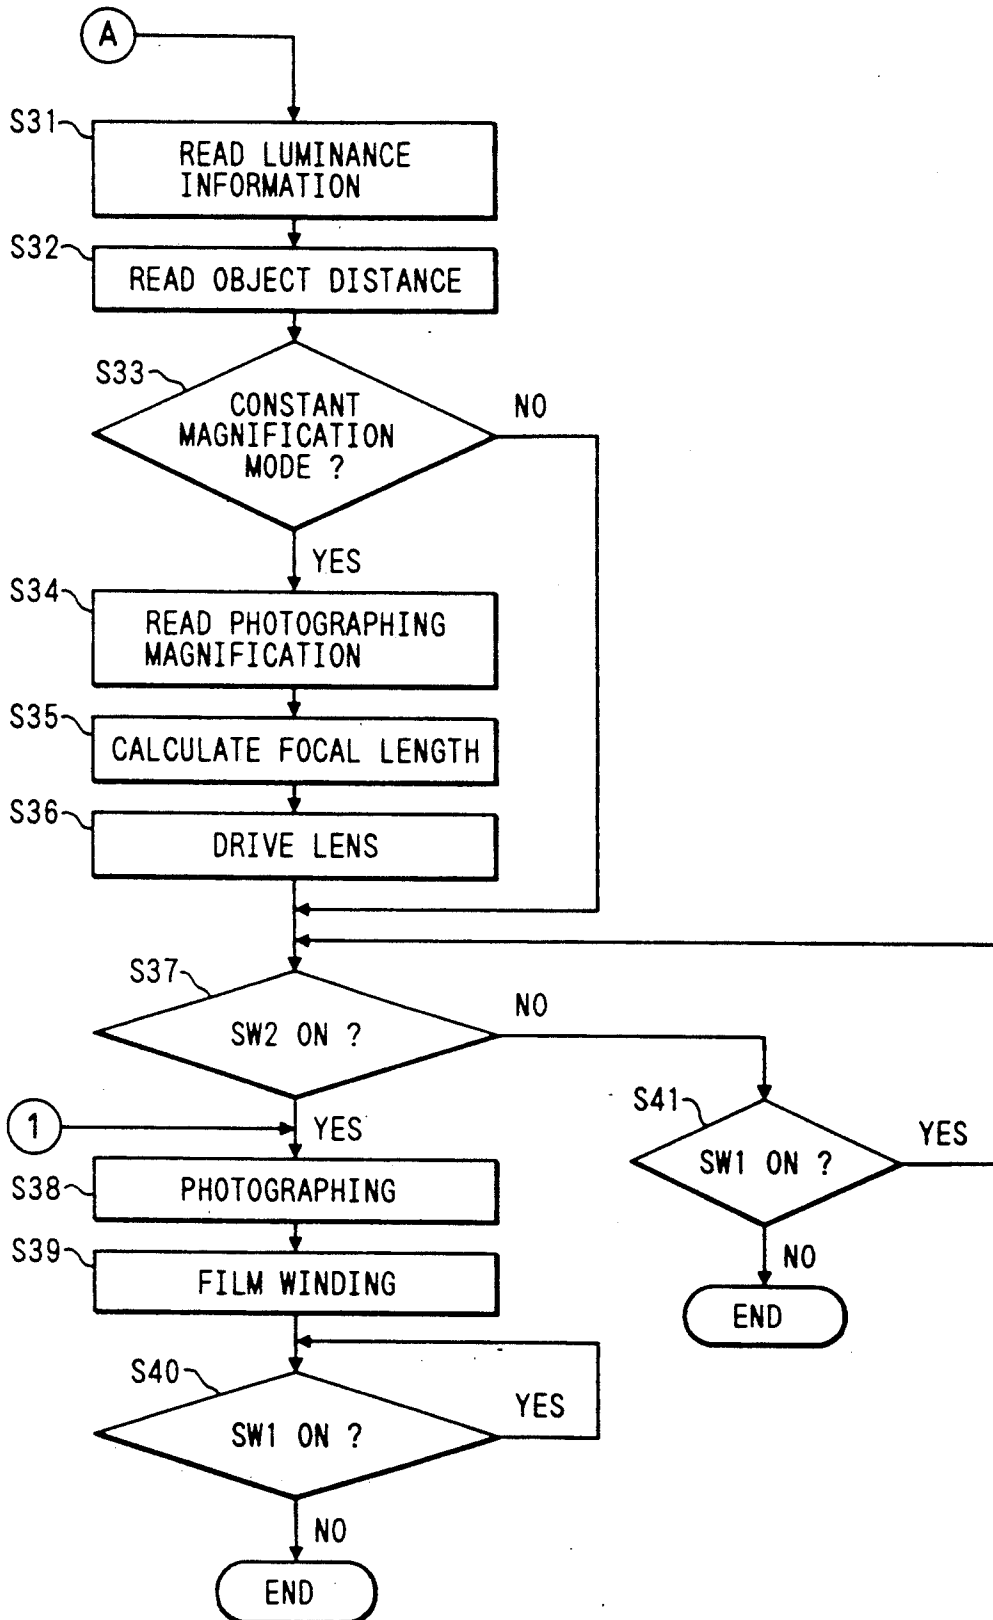 A
S31
READ LUMINANCE
INFORMATION
S32
READ OBJECT DISTANCE
S33
CONSTANT
MAGNIFICATION
MODE ?
NO
YES
S34
READ PHOTOGRAPHING
MAGNIFICATION
S35
CALCULATE FOCAL LENGTH
S36
DRIVE LENS
S37
SW2 ON ?
NO
S41
SW1 ON ?
YES
NO
END
1
YES
S38
PHOTOGRAPHING
S39
FILM WINDING
S40
SW1 ON ?
YES
NO
END